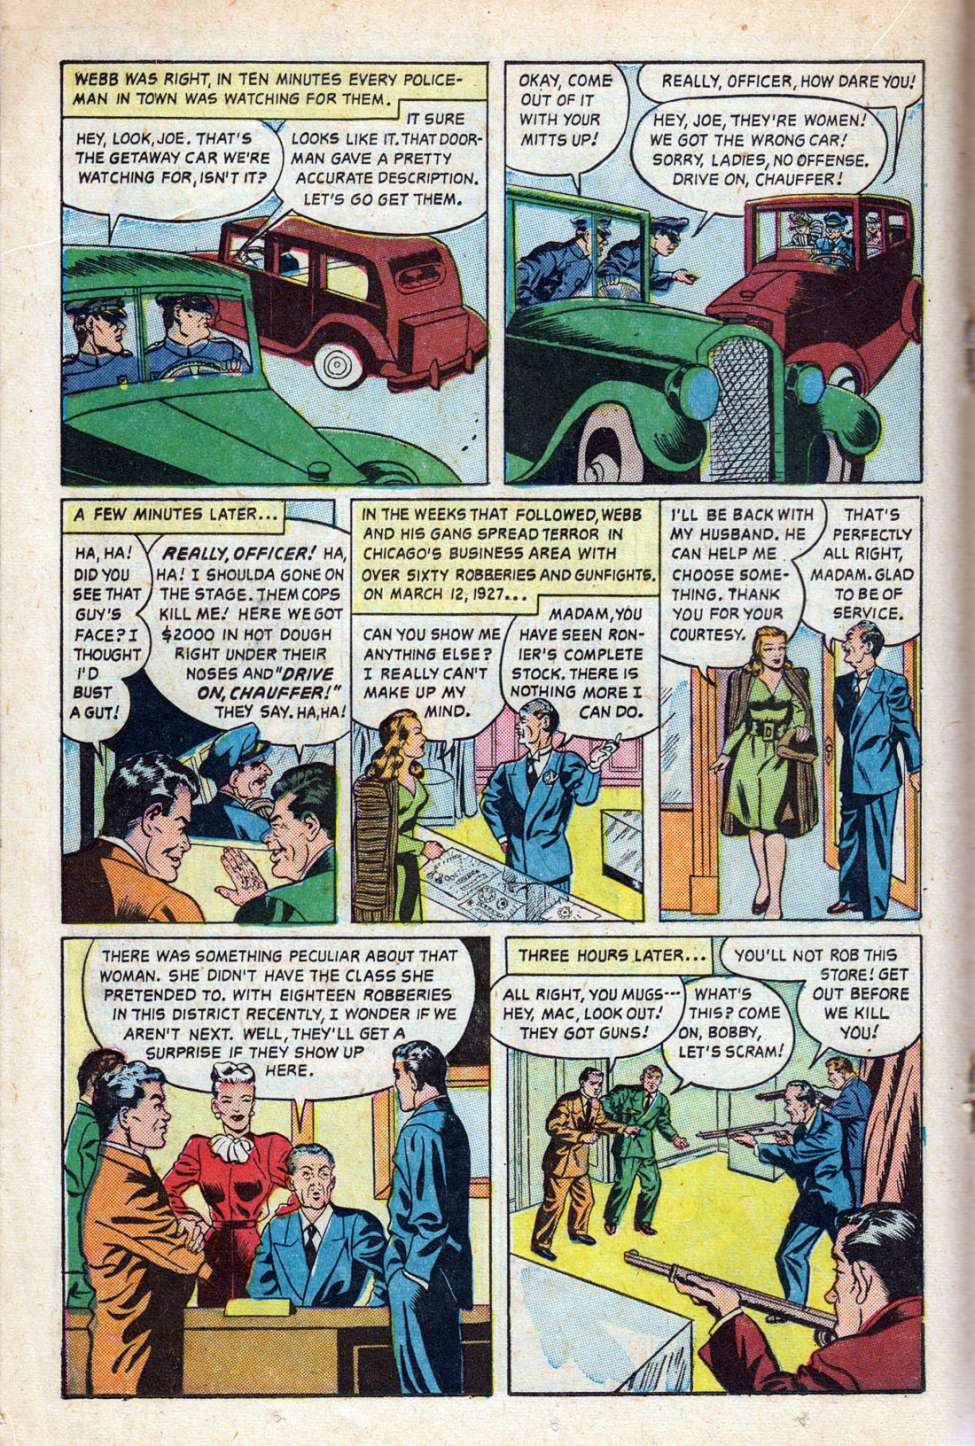 WEBB WAS RIGHT, IN TEN MINUTES EVERY POLICE-
MAN IN TOWN WAS WATCHING FOR THEM.
HEY, LOOK, JOE. THAT'S
THE GETAWAY CAR WE'RE
WATCHING FOR, ISN'T IT?
IT SURE
LOOKS LIKE IT. THAT DOOR-
MAN GAVE A PRETTY
ACCURATE DESCRIPTION.
LET'S GO GET THEM.
OKAY, COME
OUT OF IT
WITH YOUR
MITTS UP!
REALLY, OFFICER, HOW DARE YOU!
HEY, JOE, THEY'RE WOMEN!
WE GOT THE WRONG CAR!
SORRY, LADIES, NO OFFENSE.
DRIVE ON, CHAUFFER!
A FEW MINUTES LATER...
HA, HA!
DID YOU
SEE THAT
GUY'S
FACE? I
THOUGHT
I'D
BUST
A GUT!
REALLY, OFFICER! HA,
HA! I SHOULDA GONE ON
THE STAGE. THEM COPS
KILL ME! HERE WE GOT
$2000 IN HOT DOUGH
RIGHT UNDER THEIR
NOSES AND "DRIVE
ON, CHAUFFER!"
THEY SAY. HA, HA!
IN THE WEEKS THAT FOLLOWED, WEBB
AND HIS GANG SPREAD TERROR IN
CHICAGO'S BUSINESS AREA WITH
OVER SIXTY ROBBERIES AND GUNFIGHTS.
ON MARCH 12, 1927...
CAN YOU SHOW ME
ANYTHING ELSE?
I REALLY CAN'T
MAKE UP MY
MIND.
MADAM, YOU
HAVE SEEN RON-
IER'S COMPLETE
STOCK. THERE IS
NOTHING MORE I
CAN DO.
I'LL BE BACK WITH
MY HUSBAND. HE
CAN HELP ME
CHOOSE SOME-
THING. THANK
YOU FOR YOUR
COURTESY.
THAT'S
PERFECTLY
ALL RIGHT,
MADAM. GLAD
TO BE OF
SERVICE.
THERE WAS SOMETHING PECULIAR ABOUT THAT
WOMAN. SHE DIDN'T HAVE THE CLASS SHE
PRETENDED TO. WITH EIGHTEEN ROBBERIES
IN THIS DISTRICT RECENTLY, I WONDER IF WE
AREN'T NEXT. WELL, THEY'LL GET A
SURPRISE IF THEY SHOW UP
HERE.
THREE HOURS LATER...
ALL RIGHT, YOU MUGS---
HEY, MAC, LOOK OUT!
THEY GOT GUNS!
WHAT'S
THIS? COME
ON, BOBBY,
LET'S SCRAM!
YOU'LL NOT ROB THIS
STORE! GET
OUT BEFORE
WE KILL
YOU!